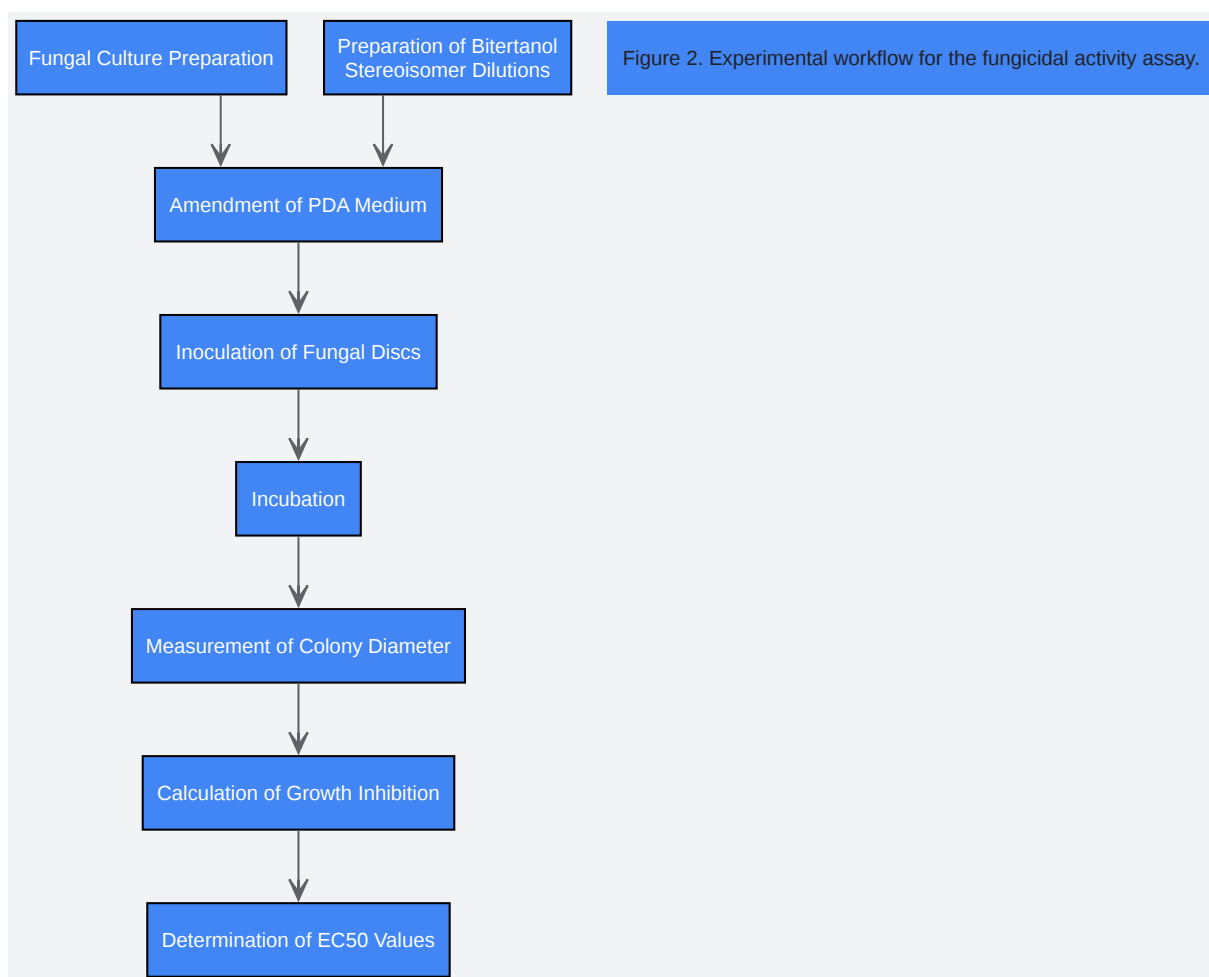 Fungal Culture Preparation
Preparation of Bitertanol
Stereoisomer Dilutions
Figure 2. Experimental workflow for the fungicidal activity assay.
Amendment of PDA Medium
Inoculation of Fungal Discs
Incubation
Measurement of Colony Diameter
Calculation of Growth Inhibition
Determination of EC50 Values